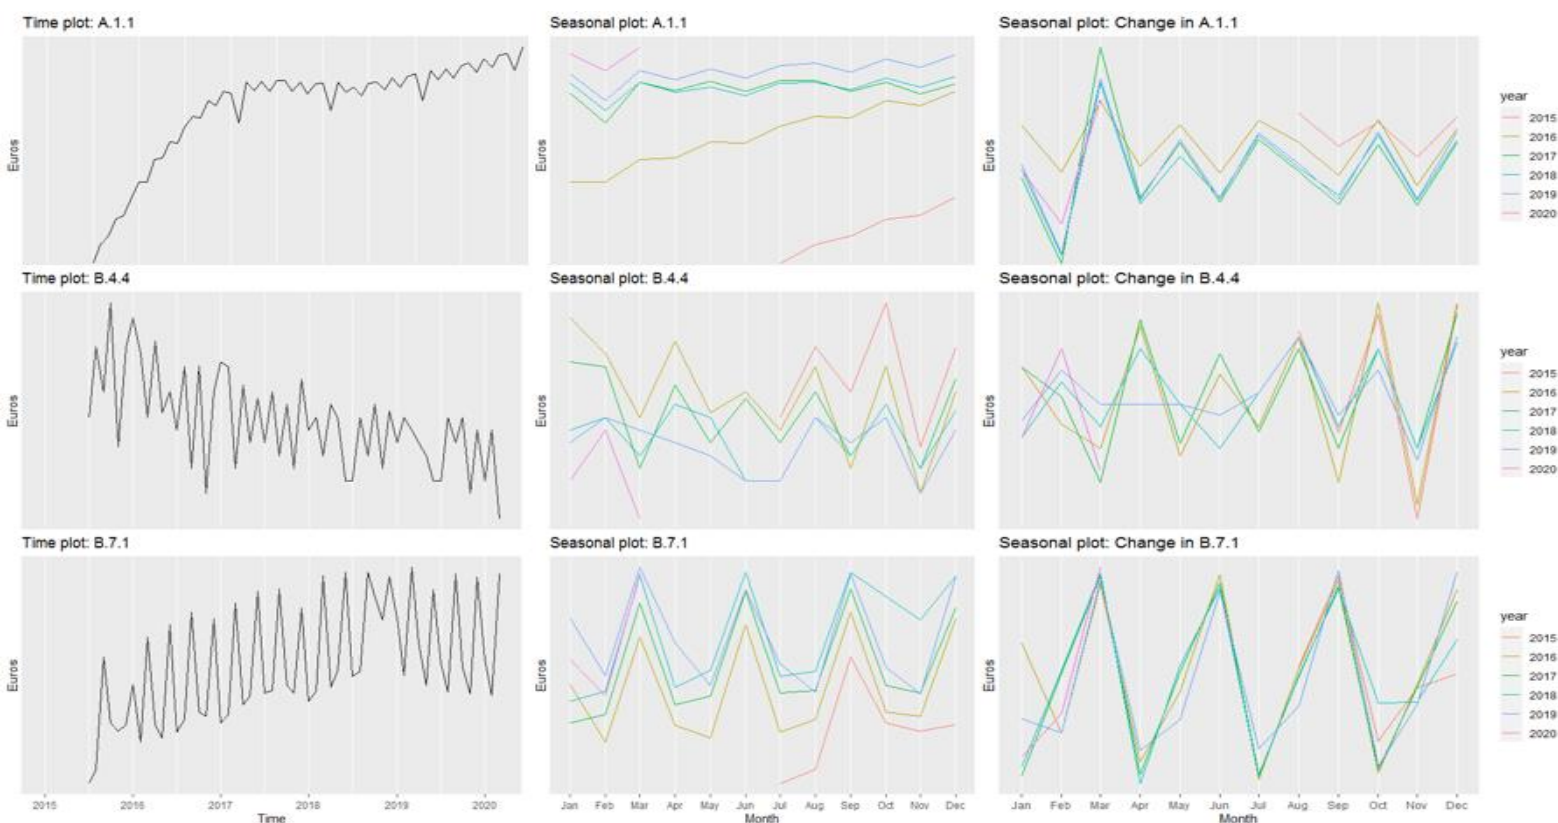 Time plot: A.1.1
Seasonal plot: A.1.1
Seasonal plot: Change in A.1.1
Euros
Euros
Euros
year
2015
2016
2017
2018
2019
2020
Time plot: B.4.4
Seasonal plot: B.4.4
Seasonal plot: Change in B.4.4
Euros
Euros
Euros
year
2015
2016
2017
2018
2019
2020
Time plot: B.7.1
Seasonal plot: B.7.1
Seasonal plot: Change in B.7.1
Euros
Euros
Euros
year
2015
2016
2017
2018
2019
2020
2015 2016 2017 2018 2019 2020
Time
Jan Feb Mar Apr May Jun Jul Aug Sep Oct Nov Dec
Month
Jan Feb Mar Apr May Jun Jul Aug Sep Oct Nov Dec
Month